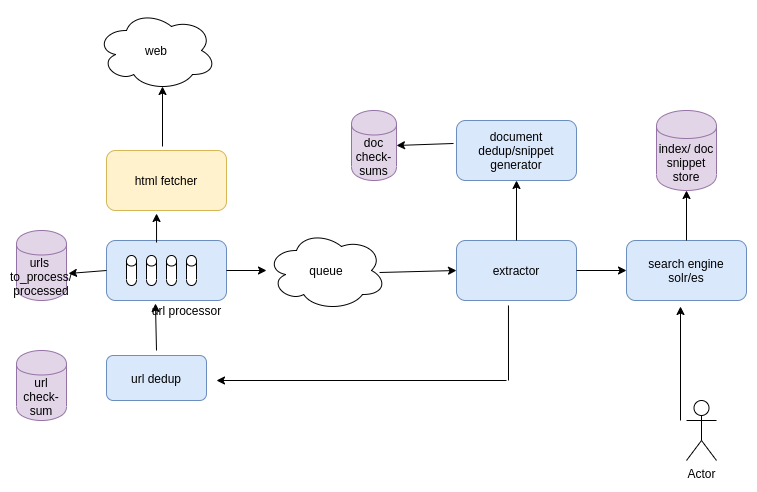 web
html fetcher
doc
check-
sums
document
dedup/snippet
generator
index/ doc
snippet
store
urls
to_process/
processed
url processor
queue
extractor
search engine
solr/es
url
check-
sum
url dedup
Actor